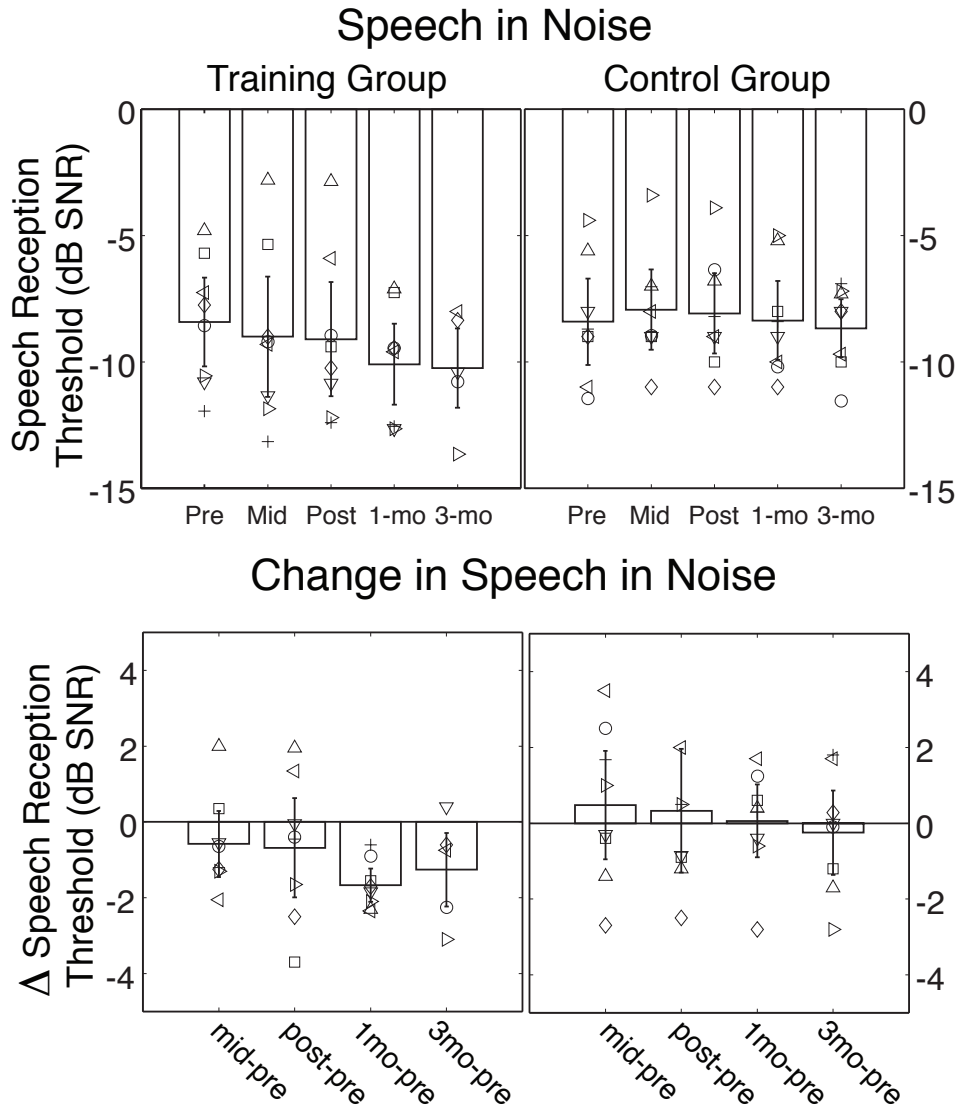 Speech in Noise
Training Group
Control Group
Speech Reception
Threshold (dB SNR)
0
-5
-10
-15
0
-5
-10
-15
Pre Mid Post 1-mo 3-mo
Pre Mid Post 1-mo 3-mo
Change in Speech in Noise
Δ Speech Reception
Threshold (dB SNR)
4
2
0
-2
-4
4
2
0
-2
-4
mid-pre
post-pre
1mo-pre
3mo-pre
mid-pre
post-pre
1mo-pre
3mo-pre